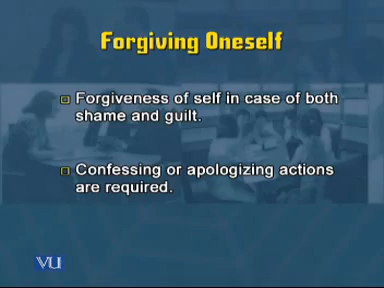 Forgiving Oneself
Forgiveness of self in case of both
shame and guilt.
Confessing or apologizing actions
are required.
VU